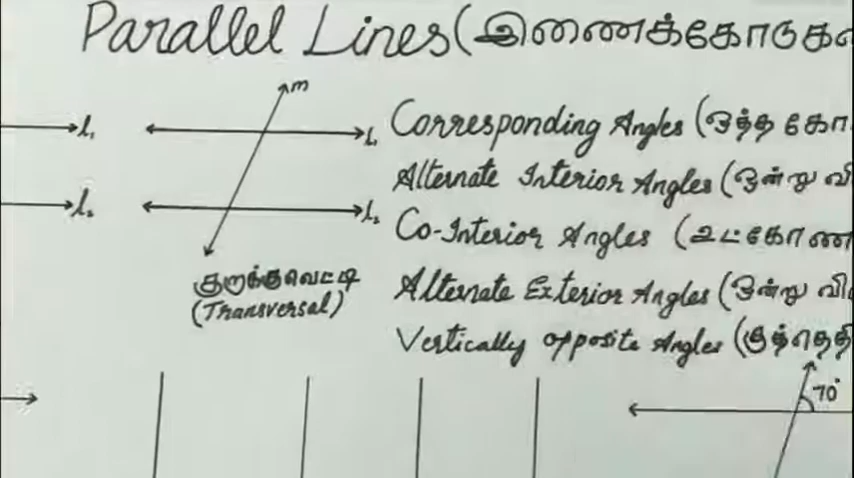 Parallel Lines (இணைக்கோடுகள
m
l₁
l₁
Corresponding Angles (ஒத்த கோ
Alternate Interior Angles (ஒன்று வி
l₂
l₂
Co-Interior Angles (உட்கோண
குறுக்குவெட்டி
(Transversal)
Alternate Exterior Angles (ஒன்று வி
Vertically opposite Angles (குத்தெதி
70°